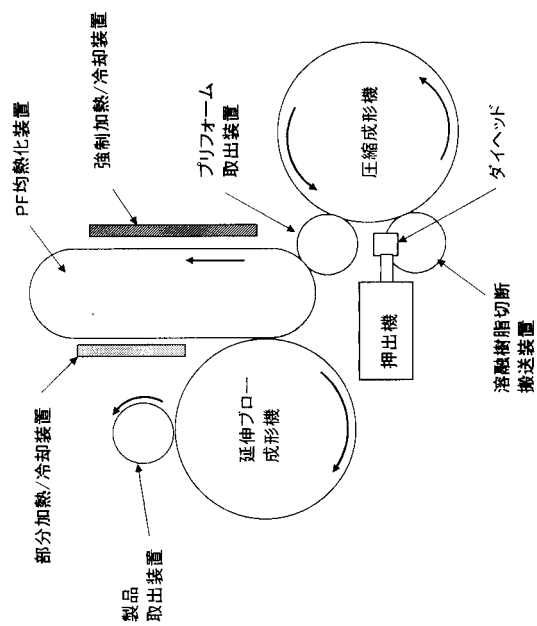 PF均熱化装置
強制加熱/冷却装置
プリフォーム
取出装置
圧縮成形機
ダイヘッド
押出機
溶融樹脂切断
搬送装置
部分加熱/冷却装置
延伸ブロー
成形機
製品
取出装置